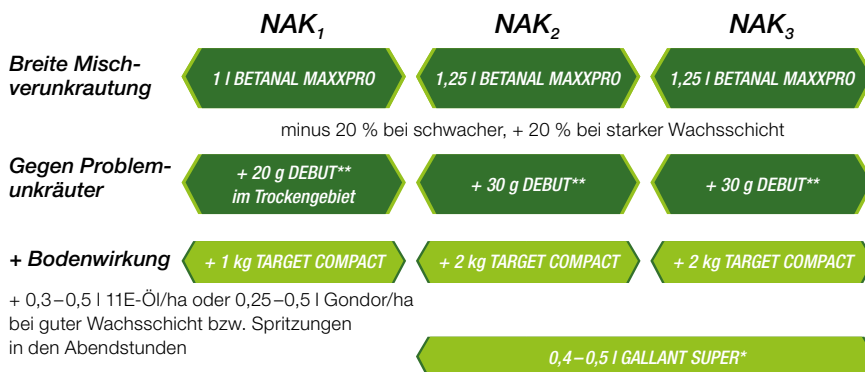 NAK1 NAK2 NAK3
Breite Misch-
verunkrautung
1 l BETANAL MAXXPRO 1,25 l BETANAL MAXXPRO 1,25 l BETANAL MAXXPRO
minus 20 % bei schwacher, + 20 % bei starker Wachsschicht
Gegen Problem-
unkräuter
+ 20 g DEBUT**
im Trockengebiet
+ 30 g DEBUT** + 30 g DEBUT**
+ Bodenwirkung + 1 kg TARGET COMPACT + 2 kg TARGET COMPACT + 2 kg TARGET COMPACT
+ 0,3–0,5 l 11E-Öl/ha oder 0,25–0,5 l Gondor/ha
bei guter Wachsschicht bzw. Spritzungen
in den Abendstunden
0,4–0,5 l GALLANT SUPER*